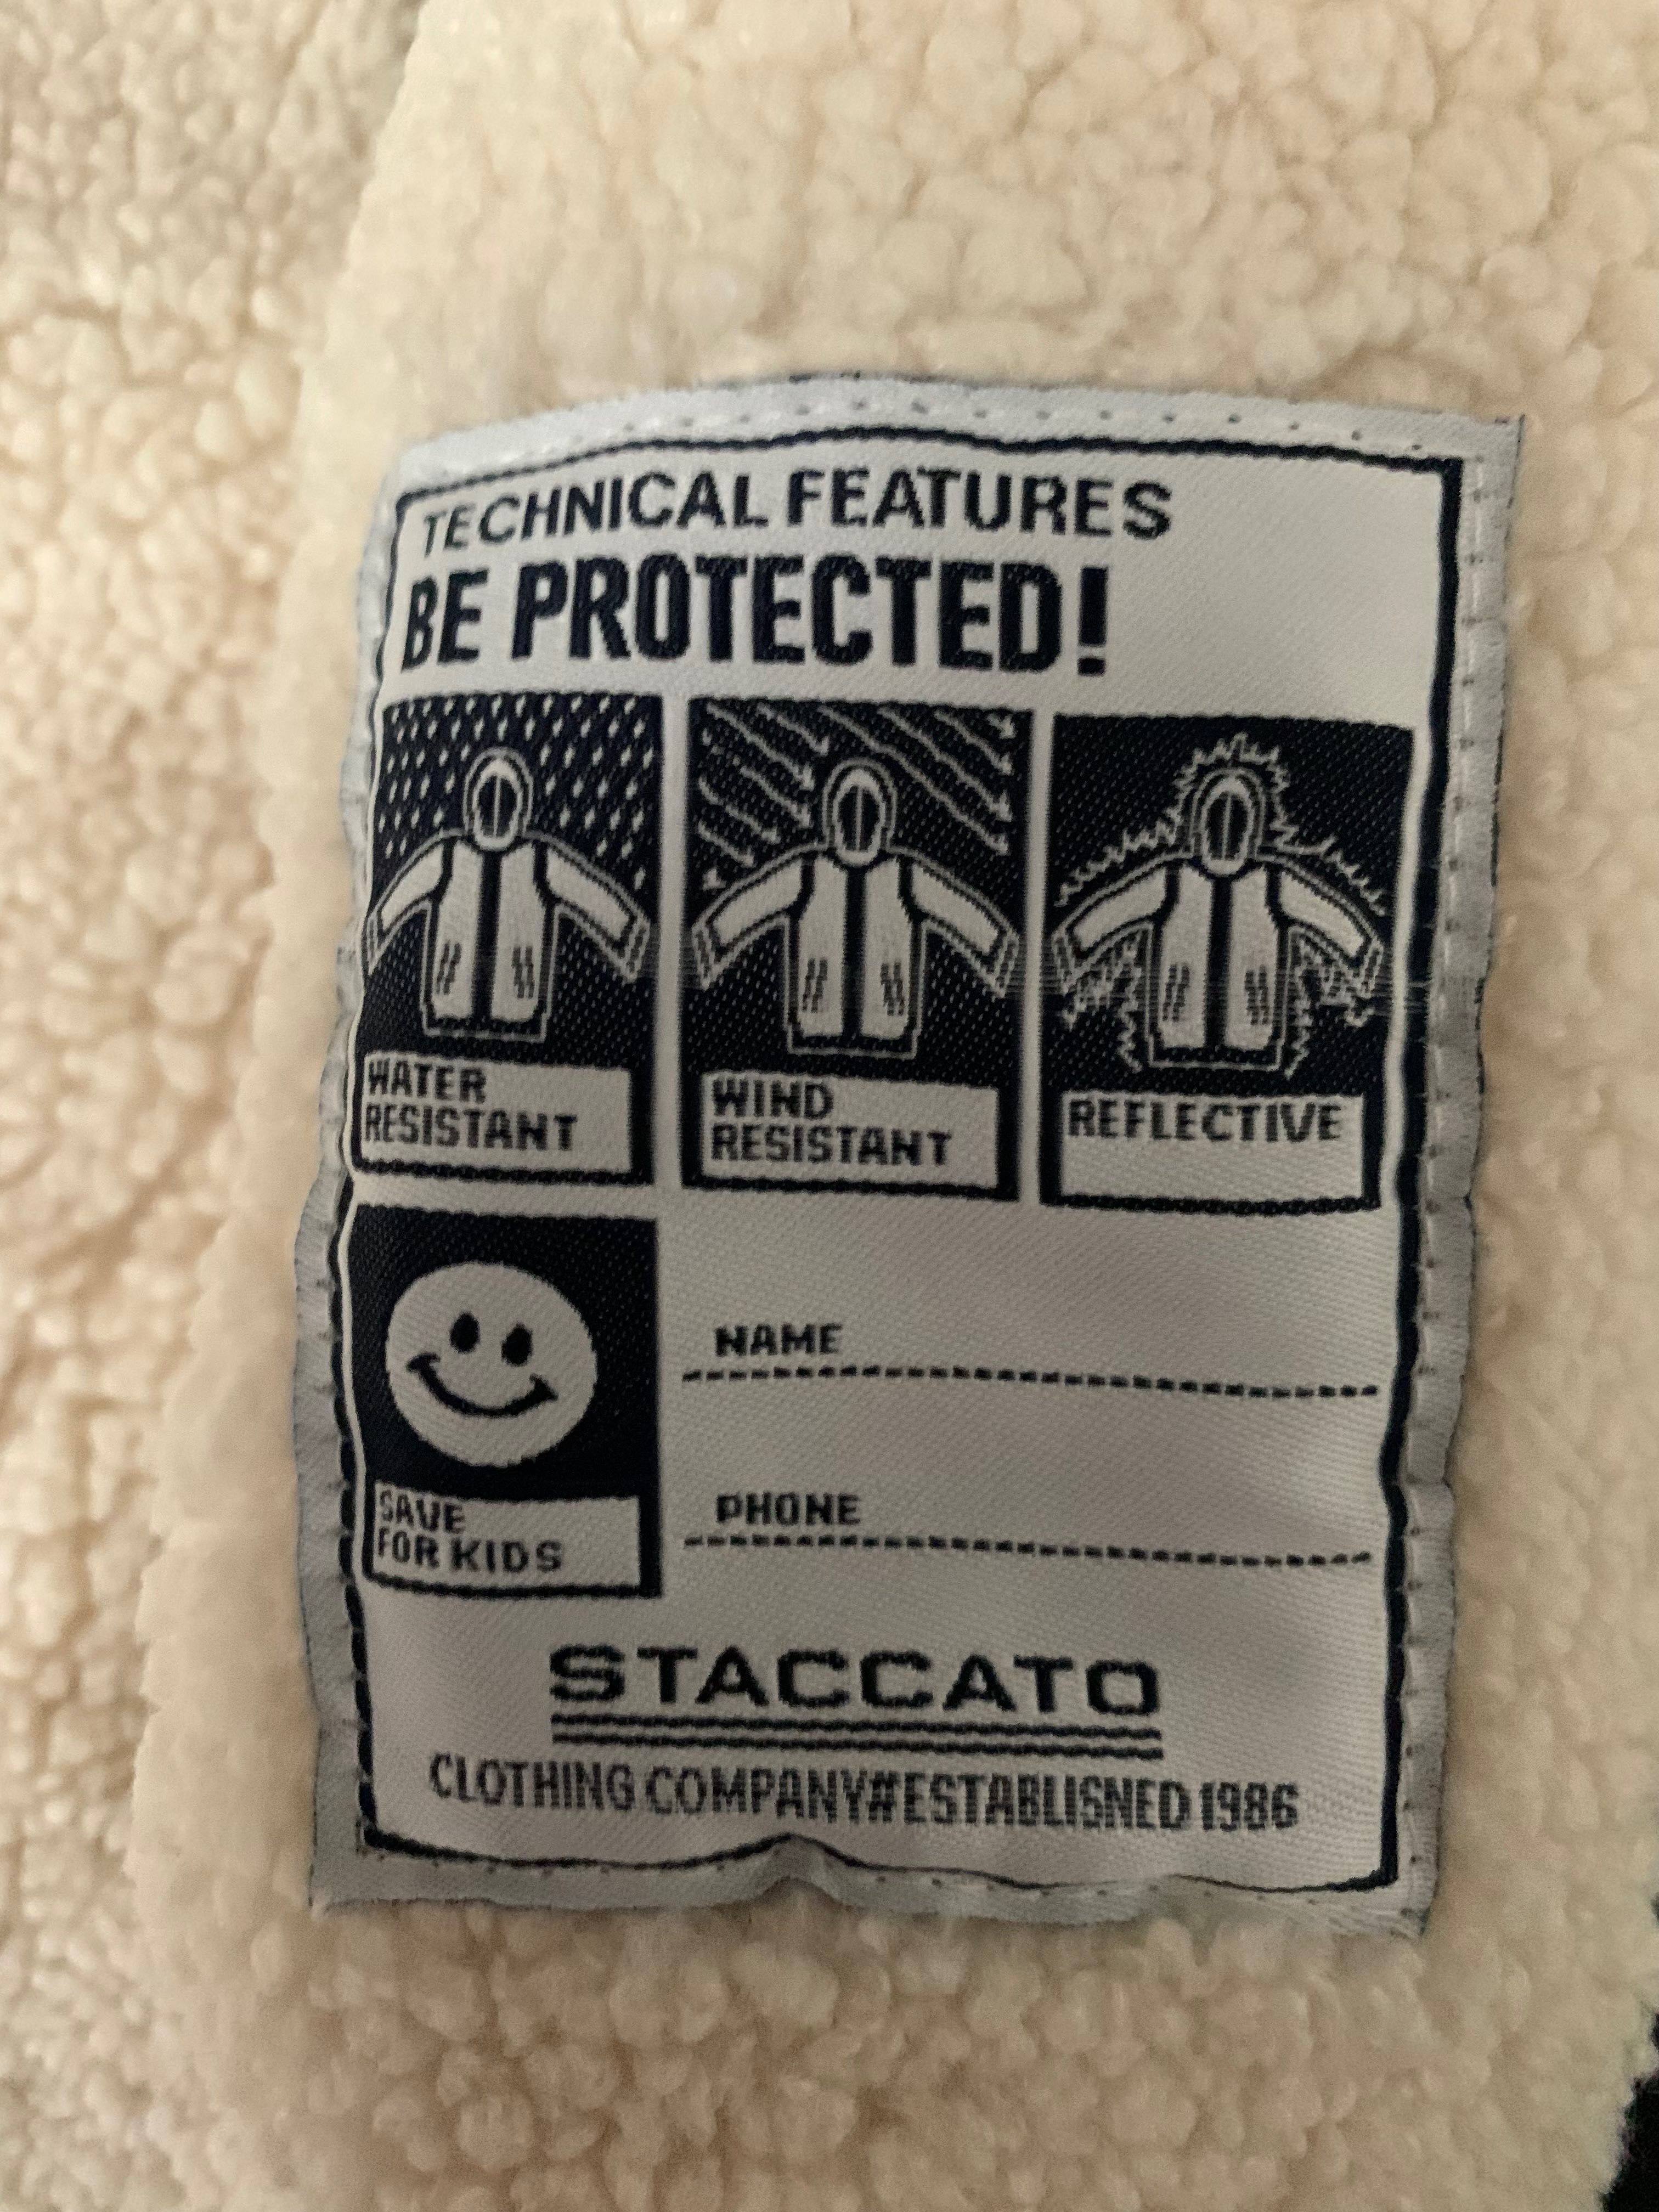 TECHNICAL FEATURES
BE PROTECTED!
WATER
RESISTANT
WIND
RESISTANT
REFLECTIVE
SAVE
FOR KIDS
NAME
PHONE
STACCATO
CLOTHING COMPANY#ESTABLISNED 1986